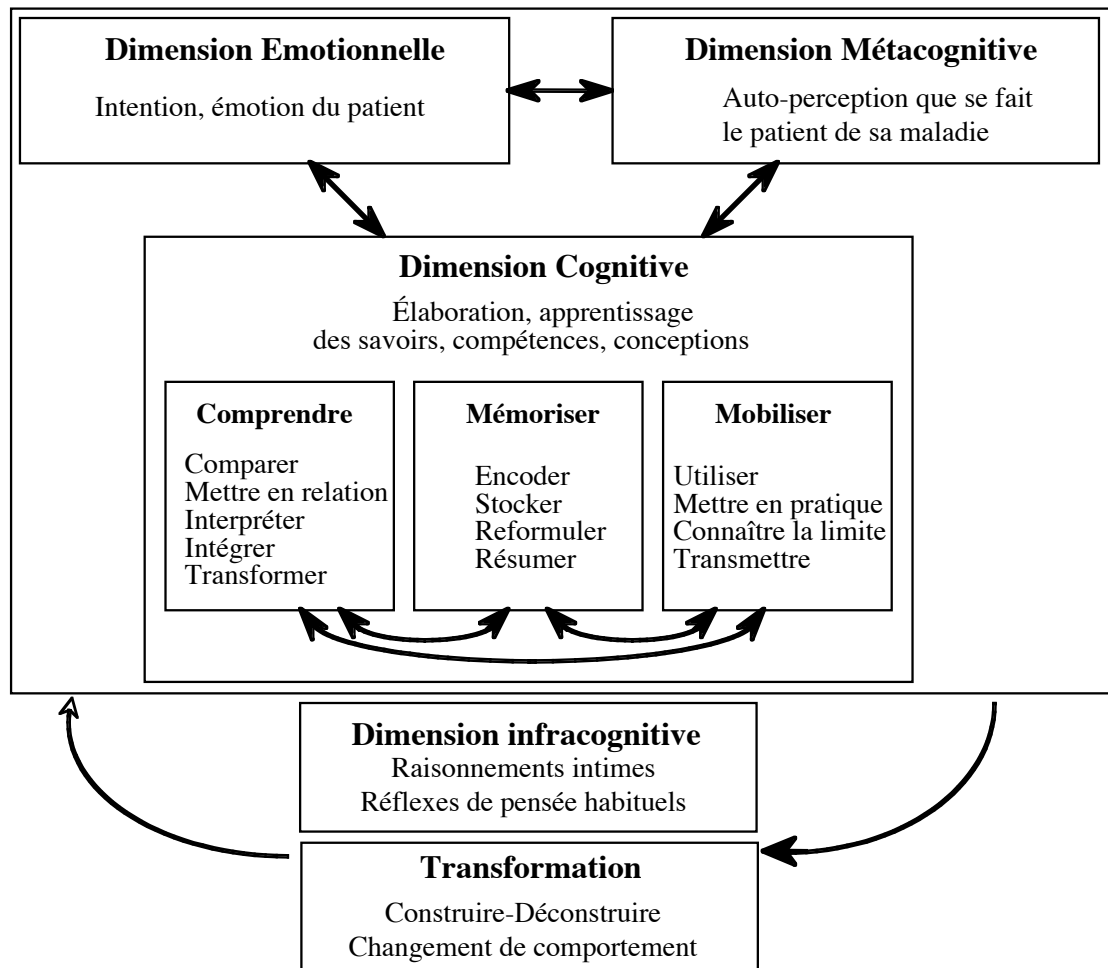 Dimension Emotionnelle
Intention, émotion du patient
Dimension Métacognitive
Auto-perception que se fait
le patient de sa maladie
Dimension Cognitive
Élaboration, apprentissage
des savoirs, compétences, conceptions
Comprendre
Comparer
Mettre en relation
Interpréter
Intégrer
Transformer
Mémoriser
Encoder
Stocker
Reformuler
Résumer
Mobiliser
Utiliser
Mettre en pratique
Connaître la limite
Transmettre
Dimension infracognitive
Raisonnements intimes
Réflexes de pensée habituels
Transformation
Construire-Déconstruire
Changement de comportement